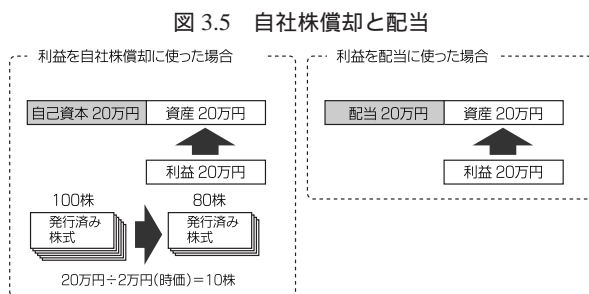 図 3.5　自社株償却と配当
利益を自社株償却に使った場合
自己資本 20万円
資産 20万円
利益 20万円
100株
80株
発行済み
株式
発行済み
株式
20万円÷2万円(時価)＝10株
利益を配当に使った場合
配当 20万円
資産 20万円
利益 20万円